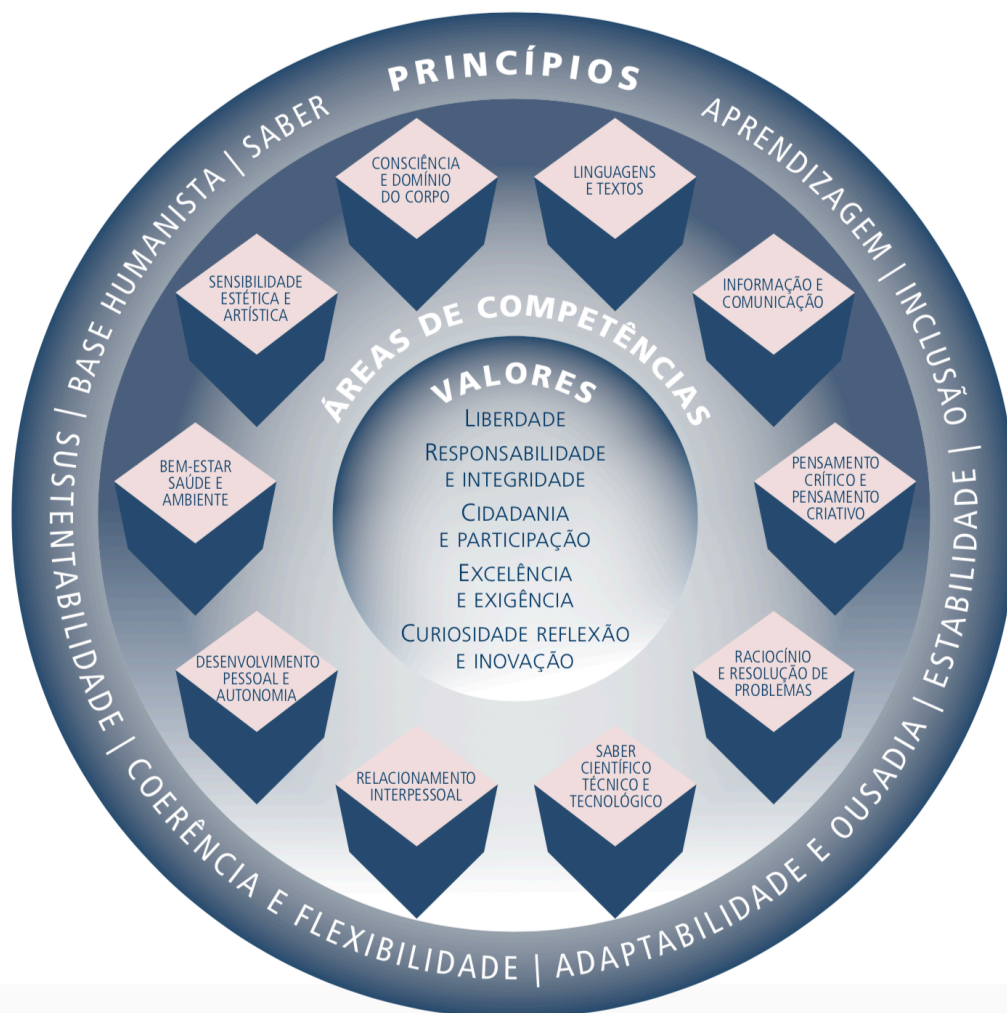 PRINCÍPIOS
APRENDIZAGEM | INCLUSÃO | ESTABILIDADE | ADAPTABILIDADE E OUSADIA | COERÊNCIA E FLEXIBILIDADE | SUSTENTABILIDADE | BASE HUMANISTA | SABER
ÁREAS DE COMPETÊNCIAS
LINGUAGENS
E TEXTOS
INFORMAÇÃO E
COMUNICAÇÃO
PENSAMENTO
CRÍTICO E
PENSAMENTO
CRIATIVO
RACIOCÍNIO
E RESOLUÇÃO DE
PROBLEMAS
SABER
CIENTÍFICO
TÉCNICO E
TECNOLÓGICO
RELACIONAMENTO
INTERPESSOAL
DESENVOLVIMENTO
PESSOAL E
AUTONOMIA
BEM-ESTAR
SAÚDE E
AMBIENTE
SENSIBILIDADE
ESTÉTICA E
ARTÍSTICA
CONSCIÊNCIA
E DOMÍNIO
DO CORPO
VALORES
LIBERDADE
RESPONSABILIDADE
E INTEGRIDADE
CIDADANIA
E PARTICIPAÇÃO
EXCELÊNCIA
E EXIGÊNCIA
CURIOSIDADE REFLEXÃO
E INOVAÇÃO